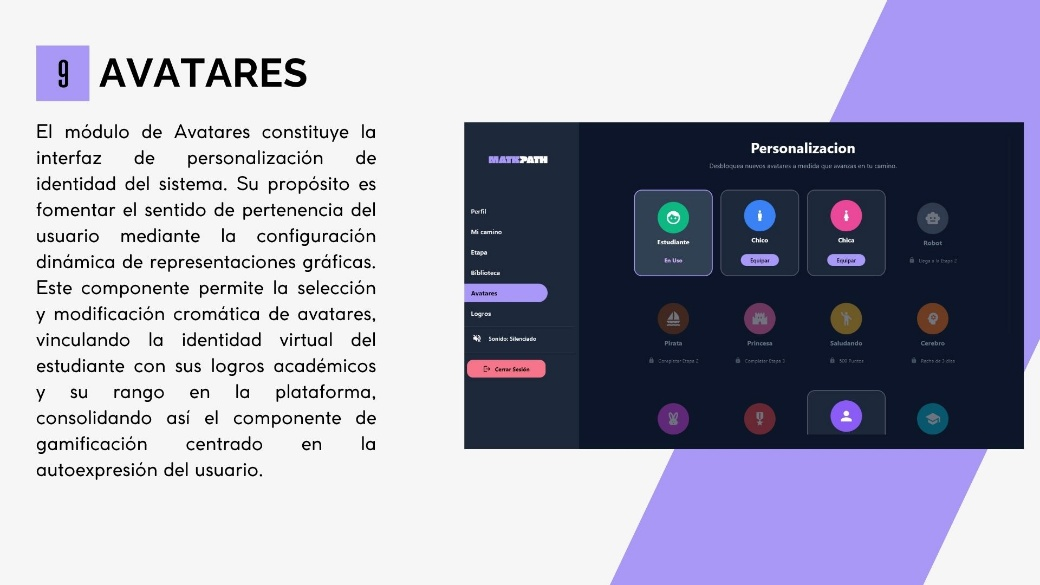 9 AVATARES
El módulo de Avatares constituye la
interfaz de personalización de
identidad del sistema. Su propósito es
fomentar el sentido de pertenencia del
usuario mediante la configuración
dinámica de representaciones gráficas.
Este componente permite la selección
y modificación cromática de avatares,
vinculando la identidad virtual del
estudiante con sus logros académicos
y su rango en la plataforma,
consolidando así el componente de
gamificación centrado en la
autoexpresión del usuario.
MATHPATH
Perfil
Mi camino
Etapa
Biblioteca
Avatares
Logros
Sonido: Silenciado
Cerrar Sesión
Personalizacion
Desbloquea nuevos avatares a medida que avanzas en tu camino.
Estudiante
En Uso
Chico
Equipar
Chica
Equipar
Robot
Pirata
Princesa
Saludando
Cerebro